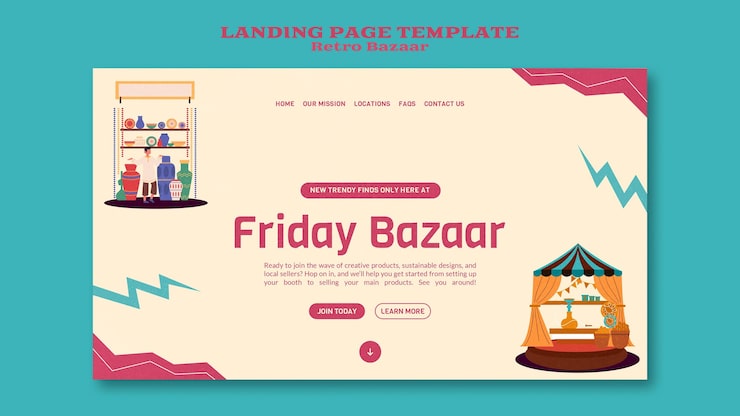 LANDING PAGE TEMPLATE
Retro Bazaar
HOME OUR MISSION LOCATIONS FAQS CONTACT US
NEW TRENDY FINDS ONLY HERE AT
Friday Bazaar
Ready to join the wave of creative products, sustainable designs, and
local sellers? Hop on in, and we'll help you get started from setting up
your booth to selling your main products. See you around!
JOIN TODAY LEARN MORE